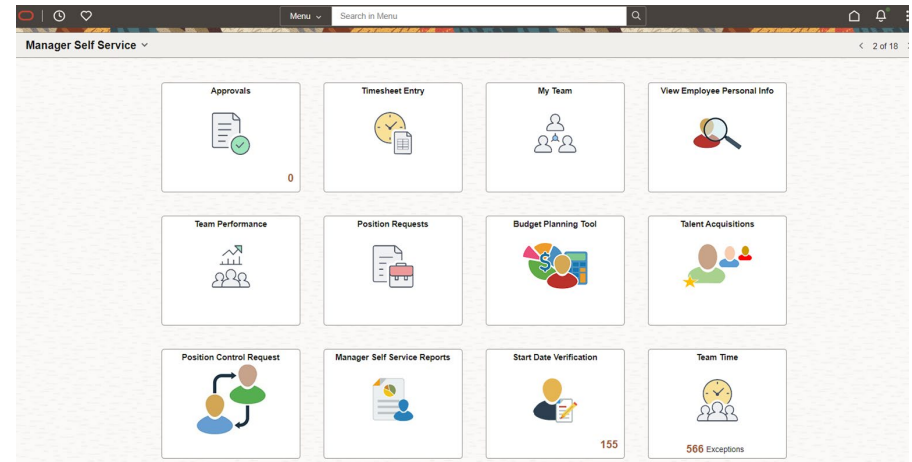 Menu
Search in Menu
Manager Self Service
2 of 18
Approvals
Timesheet Entry
My Team
View Employee Personal Info
0
Team Performance
Position Requests
Budget Planning Tool
Talent Acquisitions
$
Position Control Request
Manager Self Service Reports
Start Date Verification
Team Time
155
566 Exceptions